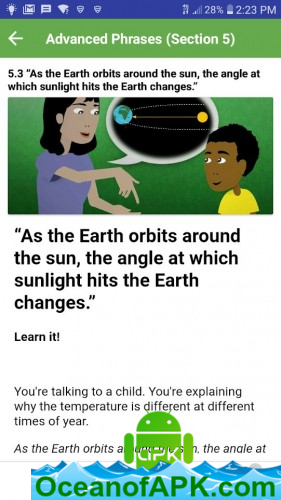 28% 2:23 PM
Advanced Phrases (Section 5)
5.3 “As the Earth orbits around the sun, the angle at
which sunlight hits the Earth changes.”
“As the Earth orbits around
the sun, the angle at which
sunlight hits the Earth
changes.”
Learn it!
You're talking to a child. You're explaining
why the temperature is different at different
times of year.
As the Earth orbits around the sun, the angle at
apk
OceanofAPK.com